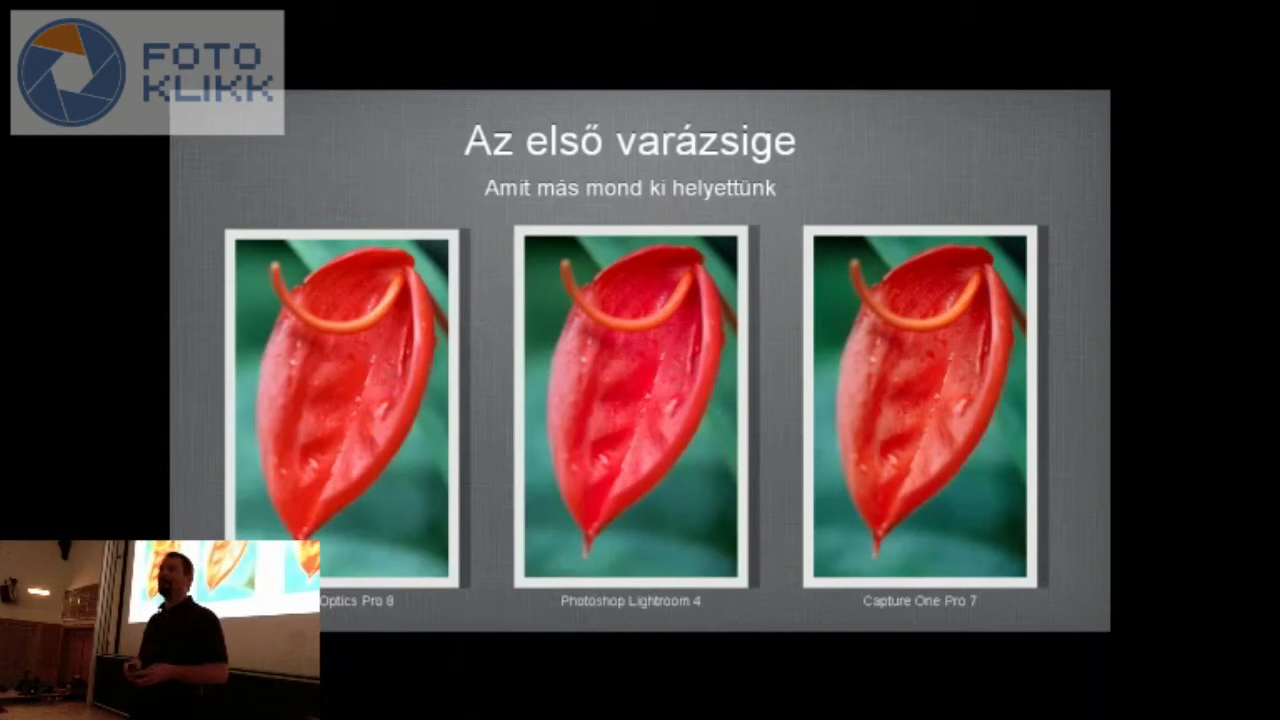 FOTO
KLIKK
Az első varázsige
Amit más mond ki helyettünk
Optics Pro 8
Photoshop Lightroom 4
Capture One Pro 7